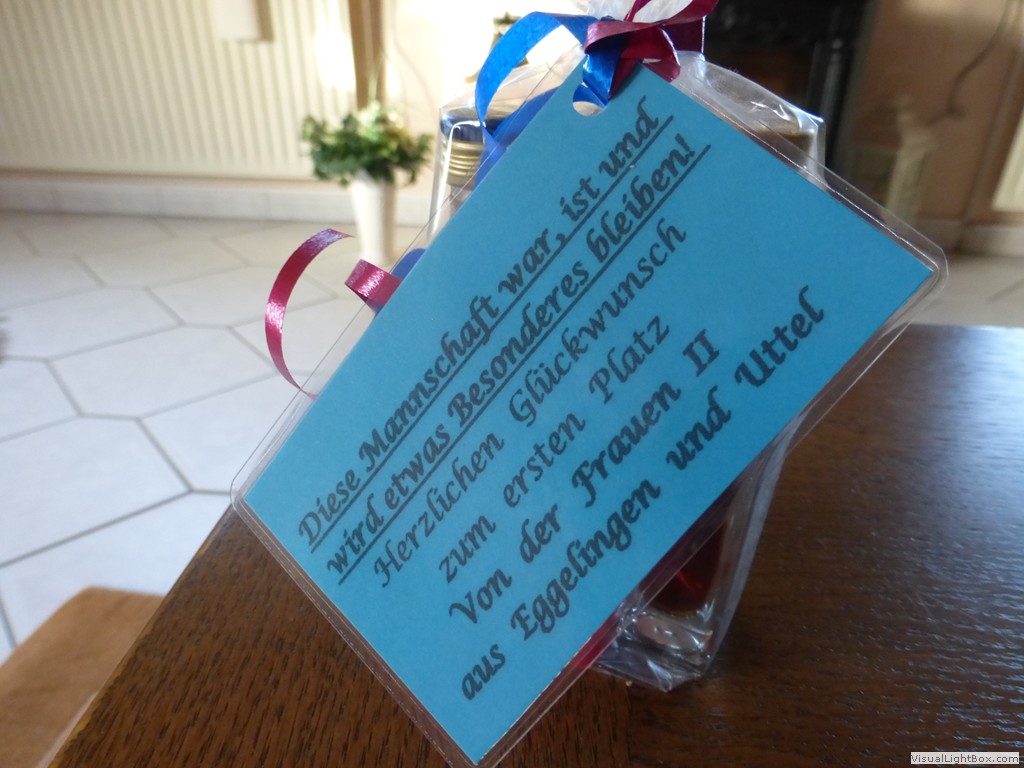 Diese Mannschaft war, ist und
wird etwas Besonderes bleiben!
Herzlichen Glückwunsch
zum ersten Platz
Von der Frauen II
aus Eggelingen und Uttel
VisualLightBox.com